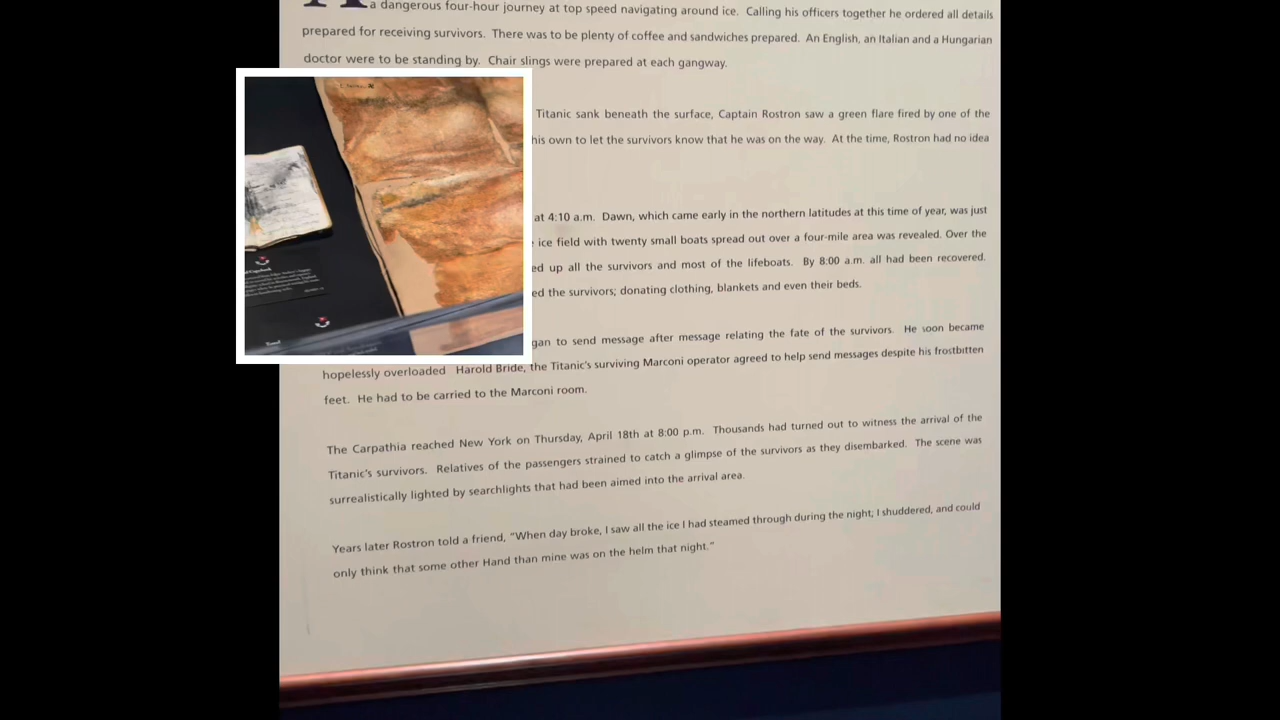 a dangerous four-hour journey at top speed navigating around ice. Calling his officers together he ordered all details
prepared for receiving survivors. There was to be plenty of coffee and sandwiches prepared. An English, an Italian and a Hungarian
doctor were to be standing by. Chair slings were prepared at each gangway.
Titanic sank beneath the surface, Captain Rostron saw a green flare fired by one of the
his own to let the survivors know that he was on the way. At the time, Rostron had no idea
at 4:10 a.m. Dawn, which came early in the northern latitudes at this time of year, was just
ice field with twenty small boats spread out over a four-mile area was revealed. Over the
ed up all the survivors and most of the lifeboats. By 8:00 a.m. all had been recovered.
ed the survivors; donating clothing, blankets and even their beds.
gan to send message after message relating the fate of the survivors. He soon became
hopelessly overloaded Harold Bride, the Titanic's surviving Marconi operator agreed to help send messages despite his frostbitten
feet. He had to be carried to the Marconi room.
The Carpathia reached New York on Thursday, April 18th at 8:00 p.m. Thousands had turned out to witness the arrival of the
Titanic's survivors. Relatives of the passengers strained to catch a glimpse of the survivors as they disembarked. The scene was
surrealistically lighted by searchlights that had been aimed into the arrival area.
Years later Rostron told a friend, "When day broke, I saw all the ice I had steamed through during the night; I shuddered, and could
only think that some other Hand than mine was on the helm that night."